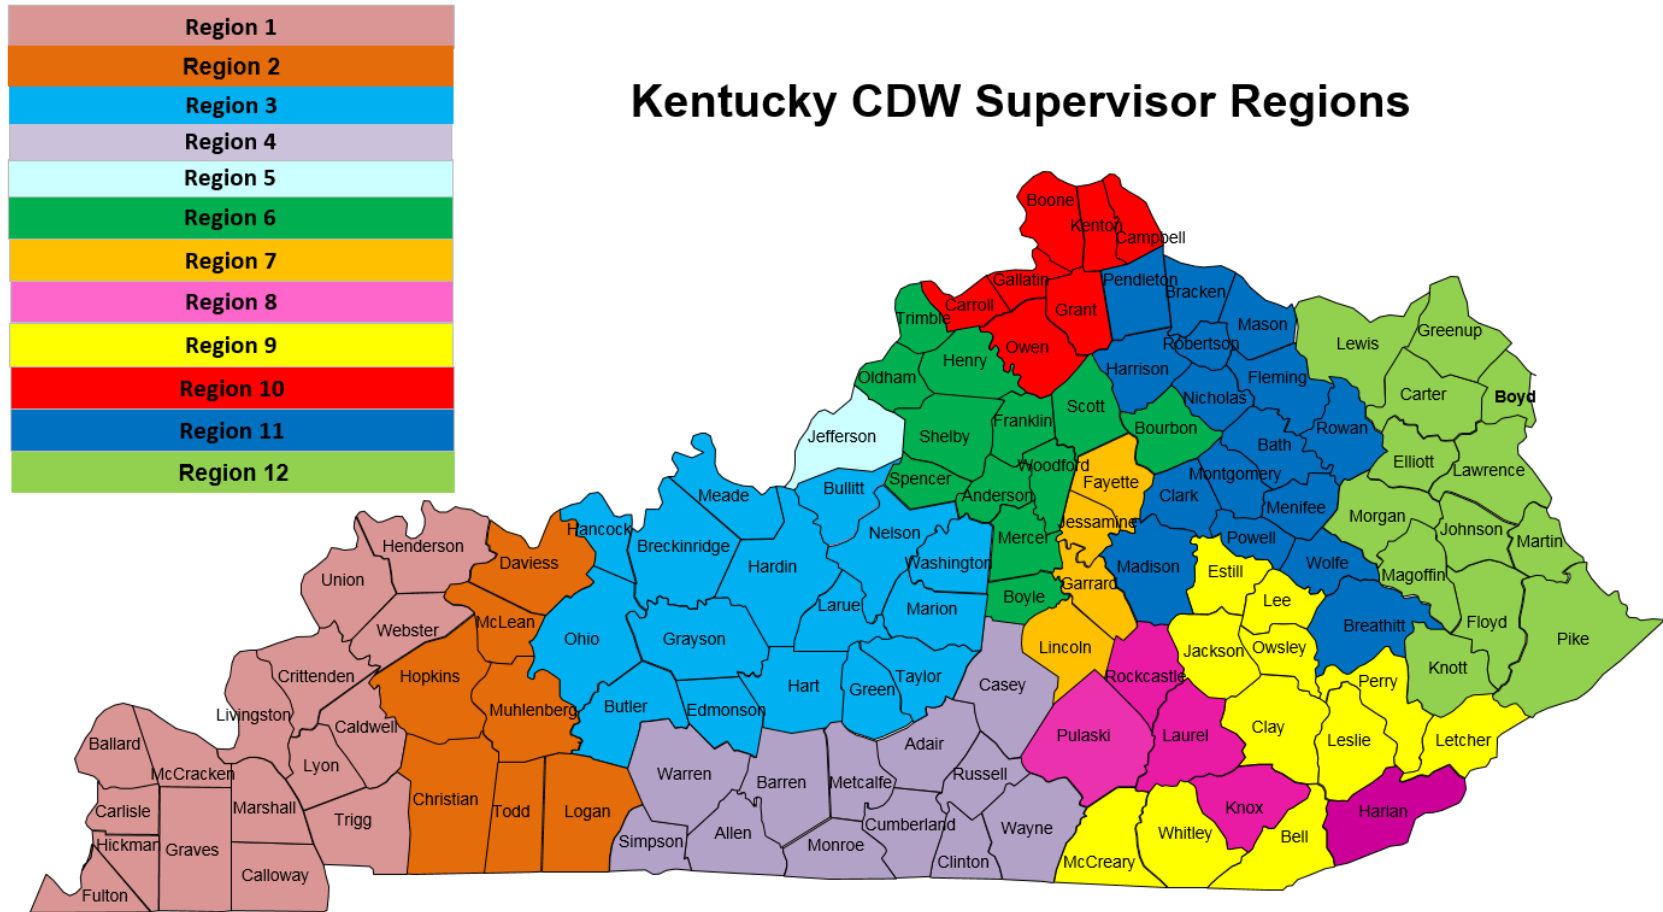 Region 1
Region 2
Region 3
Region 4
Region 5
Region 6
Region 7
Region 8
Region 9
Region 10
Region 11
Region 12
Kentucky CDW Supervisor Regions
Boone
Kenton
Campbell
Gallatin
Pendleton
Bracken
Carroll
Grant
Trimble
Mason
Greenup
Owen
Robertson
Lewis
Henry
Harrison
Oldham
Fleming
Carter
Boyd
Nicholas
Scott
Franklin
Bourbon
Rowan
Jefferson
Shelby
Bath
Elliott
Lawrence
Woodford
Montgomery
Spencer
Fayette
Bullitt
Meade
Anderson
Clark
Menifee
Morgan
Jessamine
Hancock
Nelson
Mercer
Powell
Johnson
Martin
Henderson
Breckinridge
Daviess
Hardin
Washington
Madison
Wolfe
Estill
Magoffin
Union
Garrard
Boyle
Lee
Larue
Marion
McLean
Floyd
Breathitt
Webster
Ohio
Grayson
Pike
Lincoln
Jackson
Owsley
Knott
Crittenden
Hopkins
Taylor
Rockcastle
Perry
Hart
Green
Casey
Butler
Edmonson
Muhlenberg
Livingston
Caldwell
Clay
Pulaski
Laurel
Leslie
Letcher
Ballard
Adair
Lyon
McCracken
Warren
Barren
Metcalfe
Russell
Christian
Marshall
Carlisle
Todd
Logan
Knox
Harlan
Trigg
Cumberland
Wayne
Allen
Whitley
Bell
Simpson
Hickman
Graves
Monroe
Clinton
McCreary
Calloway
Fulton